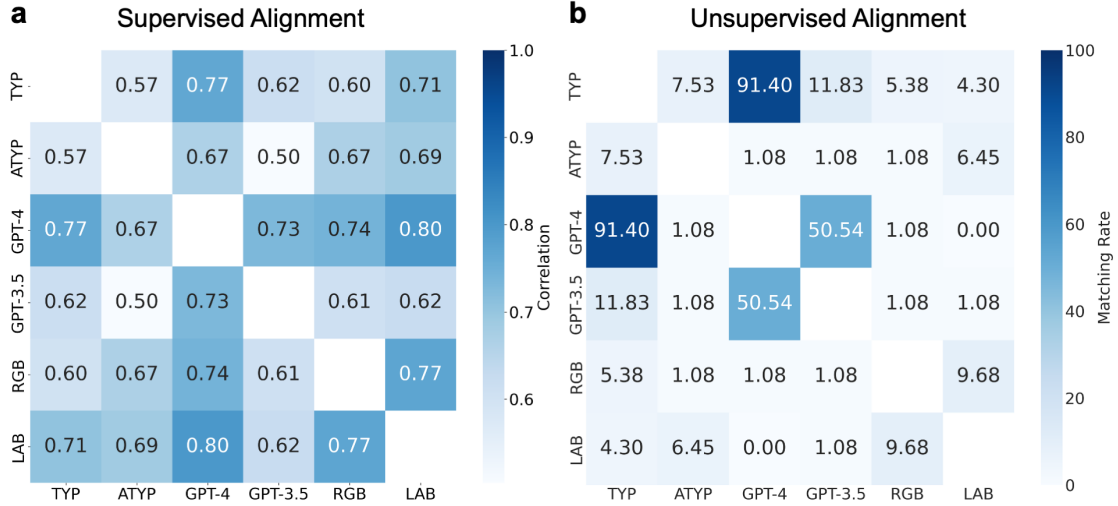 a Supervised Alignment
TYP 0.57 0.77 0.62 0.60 0.71
ATYP 0.57 0.67 0.50 0.67 0.69
GPT-4 0.77 0.67 0.73 0.74 0.80
GPT-3.5 0.62 0.50 0.73 0.61 0.62
RGB 0.60 0.67 0.74 0.61 0.77
LAB 0.71 0.69 0.80 0.62 0.77
TYP ATYP GPT-4 GPT-3.5 RGB LAB
1.0
0.9
0.8
0.7
0.6
Correlation
b Unsupervised Alignment
TYP 7.53 91.40 11.83 5.38 4.30
ATYP 7.53 1.08 1.08 1.08 6.45
GPT-4 91.40 1.08 50.54 1.08 0.00
GPT-3.5 11.83 1.08 50.54 1.08 1.08
RGB 5.38 1.08 1.08 1.08 9.68
LAB 4.30 6.45 0.00 1.08 9.68
TYP ATYP GPT-4 GPT-3.5 RGB LAB
100
80
60
40
20
0
Matching Rate